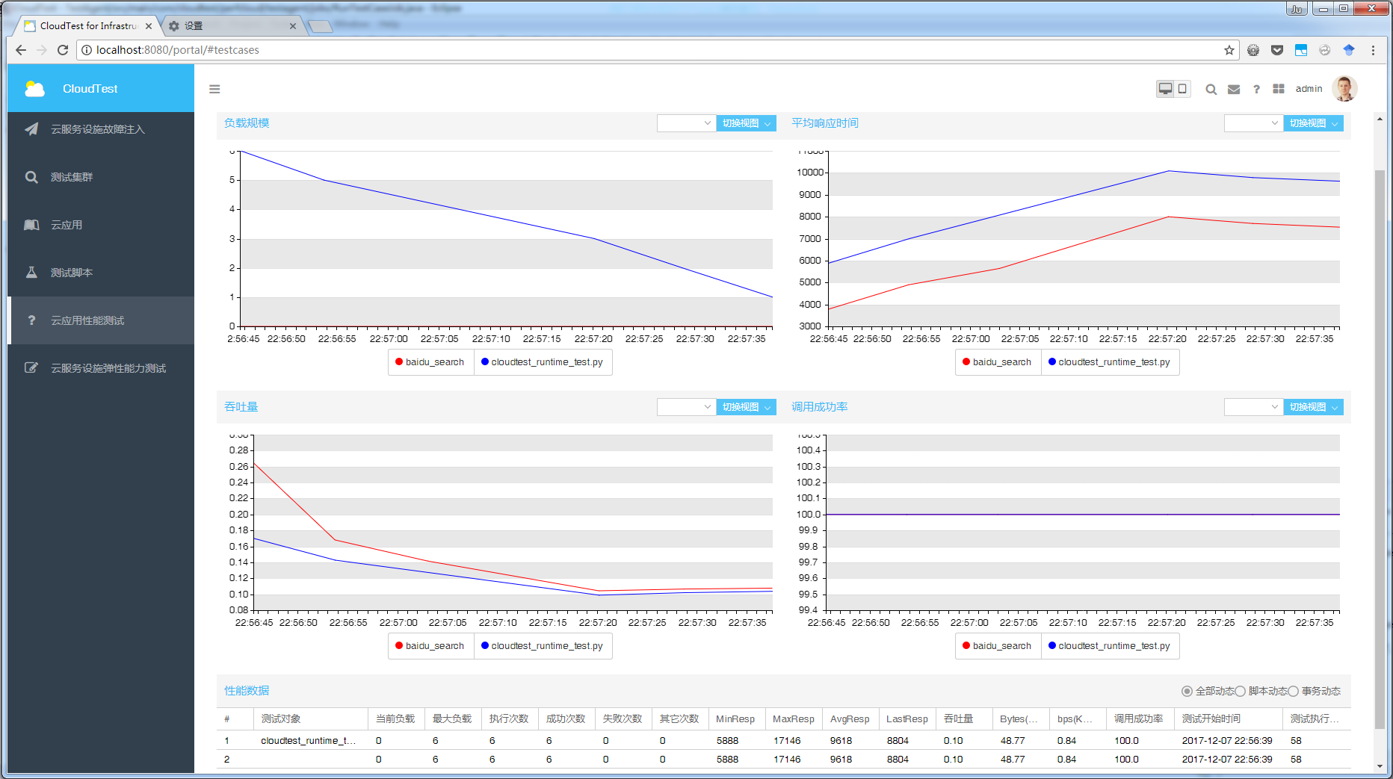 CloudTest for Infrastru
设置
Ju
localhost:8080/portal/#testcases
CloudTest
admin
云服务设施故障注入
测试集群
云应用
测试脚本
云应用性能测试
云服务设施弹性能力测试
负载规模
切换视图
5
4
3
2
1
0
2:56:45 22:56:50 22:56:55 22:57:00 22:57:05 22:57:10 22:57:15 22:57:20 22:57:25 22:57:30 22:57:35
baidu_search
cloudtest_runtime_test.py
平均响应时间
切换视图
11000
10000
9000
8000
7000
6000
5000
4000
3000
22:56:45 22:56:50 22:56:55 22:57:00 22:57:05 22:57:10 22:57:15 22:57:20 22:57:25 22:57:30 22:57:35
baidu_search
cloudtest_runtime_test.py
吞吐量
切换视图
0.30
0.28
0.26
0.24
0.22
0.20
0.18
0.16
0.14
0.12
0.10
0.08
22:56:45 22:56:50 22:56:55 22:57:00 22:57:05 22:57:10 22:57:15 22:57:20 22:57:25 22:57:30 22:57:35
baidu_search
cloudtest_runtime_test.py
调用成功率
切换视图
100.5
100.4
100.3
100.2
100.1
100.0
99.9
99.8
99.7
99.6
99.5
99.4
22:56:45 22:56:50 22:56:55 22:57:00 22:57:05 22:57:10 22:57:15 22:57:20 22:57:25 22:57:30 22:57:35
baidu_search
cloudtest_runtime_test.py
性能数据
全部动态 脚本动态 事务动态
# 测试对象 当前负载 最大负载 执行次数 成功次数 失败次数 其它次数 MinResp MaxResp AvgResp LastResp 吞吐量 Bytes(... bps(K... 调用成功率 测试开始时间 测试执行...
1 cloudtest_runtime_t... 0 6 6 6 0 0 5888 17146 9618 8804 0.10 48.77 0.84 100.0 2017-12-07 22:56:39 58
2 0 6 6 6 0 0 5888 17146 9618 8804 0.10 48.77 0.84 100.0 2017-12-07 22:56:39 58